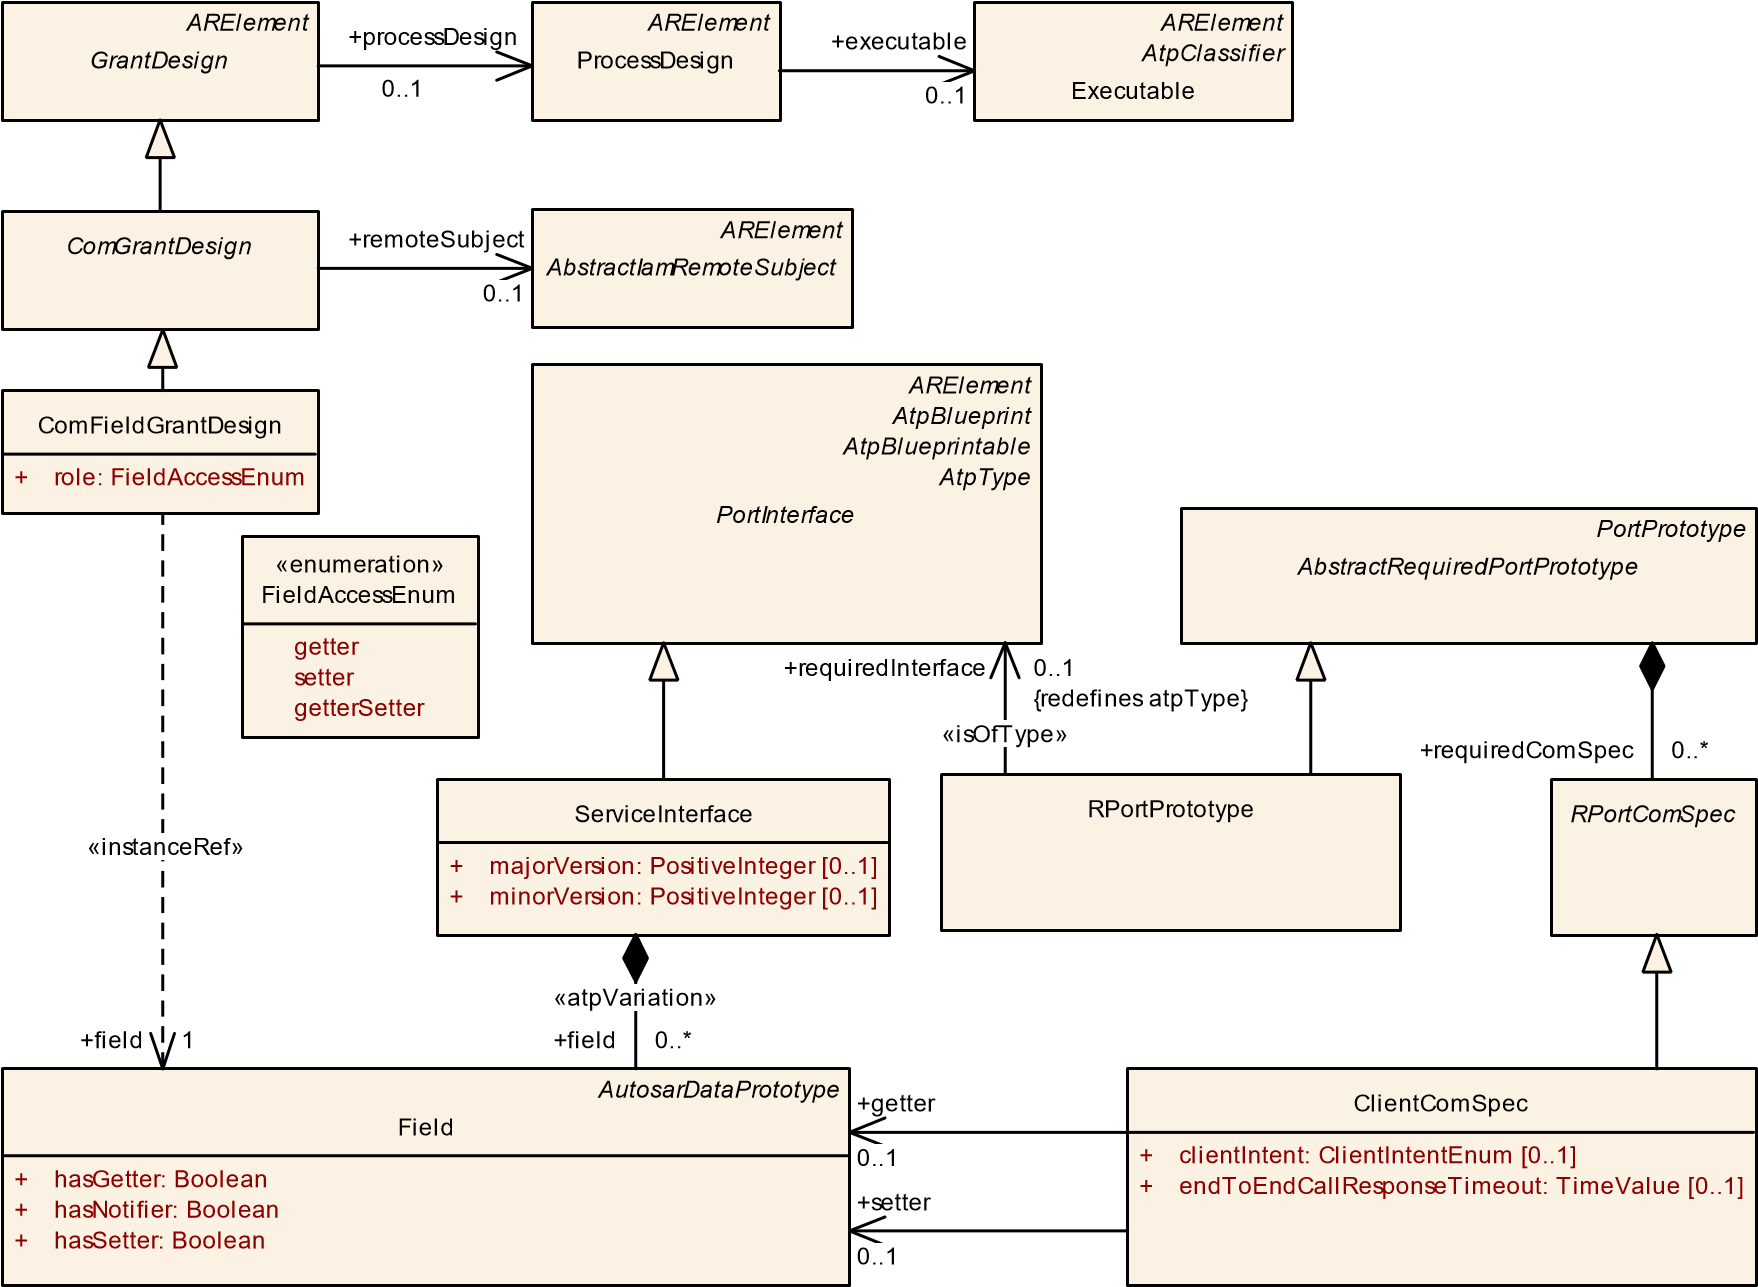 ARElement
GrantDesign
+processDesign
0..1
ARElement
ProcessDesign
+executable
0..1
ARElement
AtpClassifier
Executable
ComGrantDesign
+remoteSubject
0..1
ARElement
AbstractIamRemoteSubject
ComFieldGrantDesign
+ role: FieldAccessEnum
«enumeration»
FieldAccessEnum
getter
setter
getterSetter
ARElement
AtpBlueprint
AtpBlueprintable
AtpType
PortInterface
PortPrototype
AbstractRequiredPortPrototype
+requiredInterface
0..1
{redefines atpType}
«isOfType»
+requiredComSpec
0..*
ServiceInterface
+ majorVersion: PositiveInteger [0..1]
+ minorVersion: PositiveInteger [0..1]
RPortPrototype
RPortComSpec
«instanceRef»
«atpVariation»
+field
1
+field
0..*
AutosarDataPrototype
Field
+ hasGetter: Boolean
+ hasNotifier: Boolean
+ hasSetter: Boolean
+getter
0..1
+setter
0..1
ClientComSpec
+ clientIntent: ClientIntentEnum [0..1]
+ endToEndCallResponseTimeout: TimeValue [0..1]